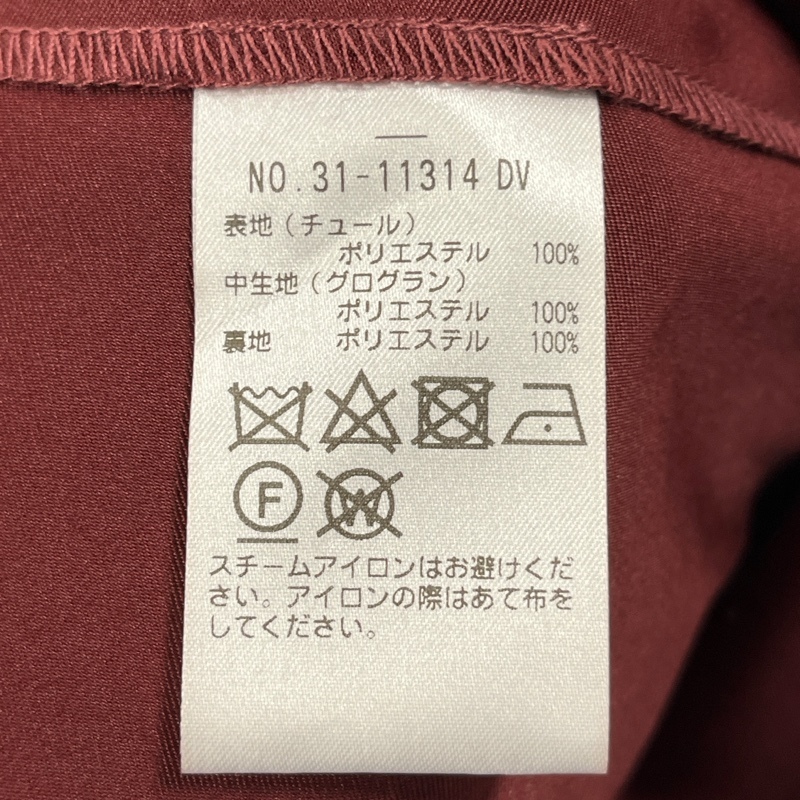 NO.31-11314 DV
表地(チュール)
ポリエステル 100%
中生地(グログラン)
ポリエステル 100%
裏地 ポリエステル 100%
F W
スチームアイロンはお避けくだ
さい。アイロンの際はあて布を
してください。